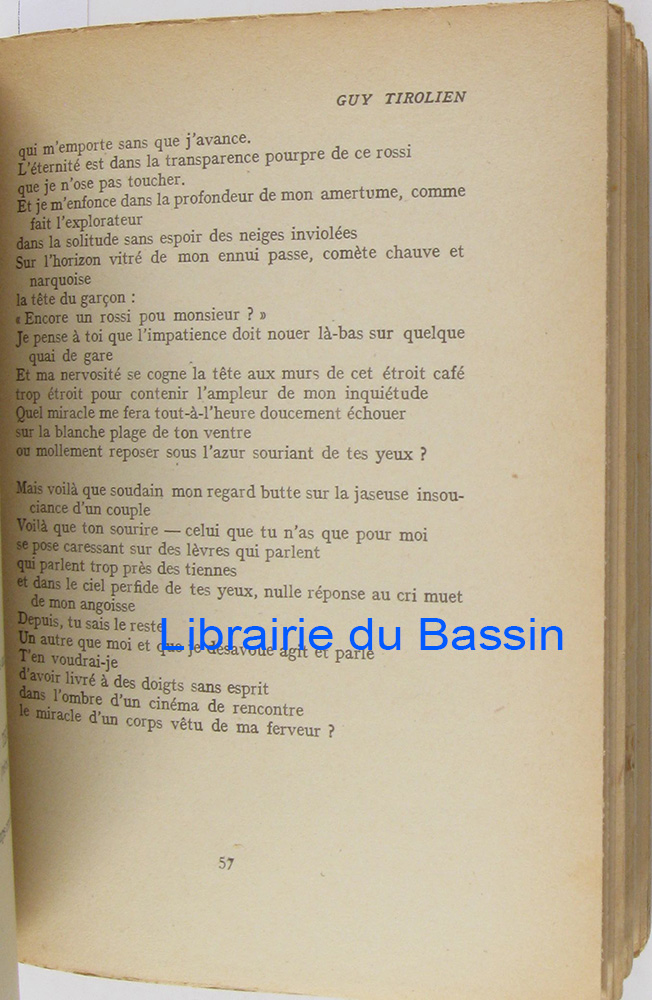 GUY TIROLIEN
qui m'emporte sans que j'avance.
L'éternité est dans la transparence pourpre de ce rossi
que je n'ose pas toucher.
Et je m'enfonce dans la profondeur de mon amertume, comme
fait l'explorateur
dans la solitude sans espoir des neiges inviolées
Sur l'horizon vitré de mon ennui passe, comète chauve et
narquoise
la tête du garçon :
« Encore un rossi pou monsieur ? »
Je pense à toi que l'impatience doit nouer là-bas sur quelque
quai de gare
Et ma nervosité se cogne la tête aux murs de cet étroit café
trop étroit pour contenir l'ampleur de mon inquiétude
Quel miracle me fera tout-à-l'heure doucement échouer
sur la blanche plage de ton ventre
ou mollement reposer sous l'azur souriant de tes yeux ?
Mais voilà que soudain mon regard butte sur la jaseuse insou-
ciance d'un couple
Voilà que ton sourire — celui que tu n'as que pour moi
se pose caressant sur des lèvres qui parlent
qui parlent trop près des tiennes
et dans le ciel perfide de tes yeux, nulle réponse au cri muet
de mon angoisse
Depuis, tu sais le reste
Librairie du Bassin
Un autre que moi et que je désavoue agit et parle
T'en voudrai-je
d'avoir livré à des doigts sans esprit
dans l'ombre d'un cinéma de rencontre
le miracle d'un corps vêtu de ma ferveur ?
57